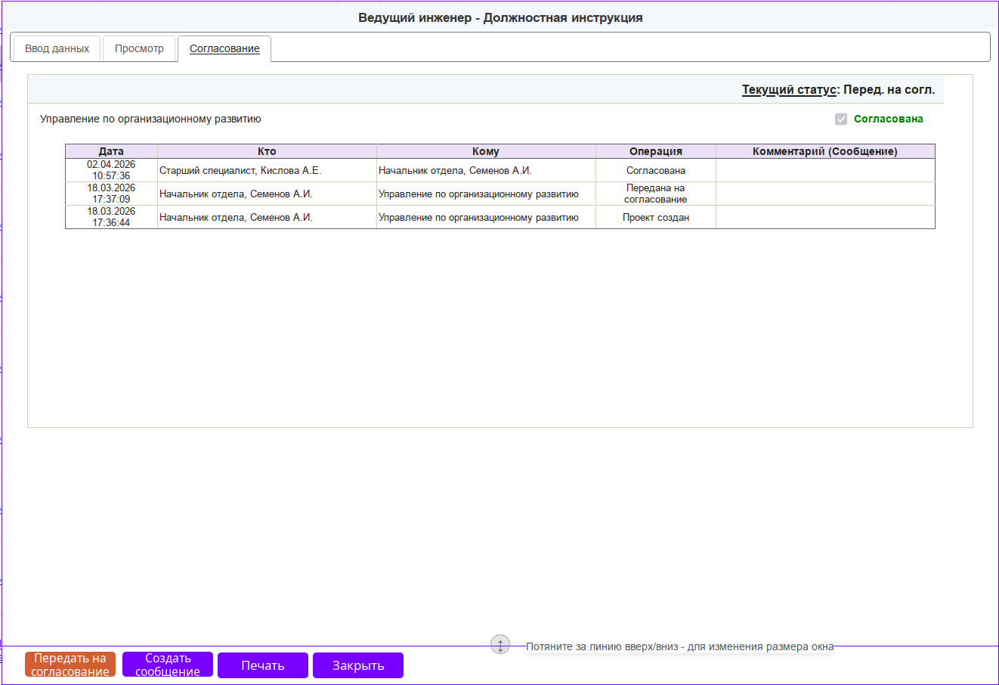 Ведущий инженер - Должностная инструкция
Ввод данных Просмотр Согласование
Текущий статус: Перед. на согл.
Управление по организационному развитию Согласована
Дата Кто Кому Операция Комментарий (Сообщение)
02.04.2026
10:57:36 Старший специалист, Кислова А.Е. Начальник отдела, Семенов А.И. Согласована
18.03.2026
17:37:09 Начальник отдела, Семенов А.И. Управление по организационному развитию Передана на
согласование
18.03.2026
17:36:44 Начальник отдела, Семенов А.И. Управление по организационному развитию Проект создан
Потяните за линию вверх/вниз - для изменения размера окна
Передать на
согласование
Создать
сообщение
Печать
Закрыть